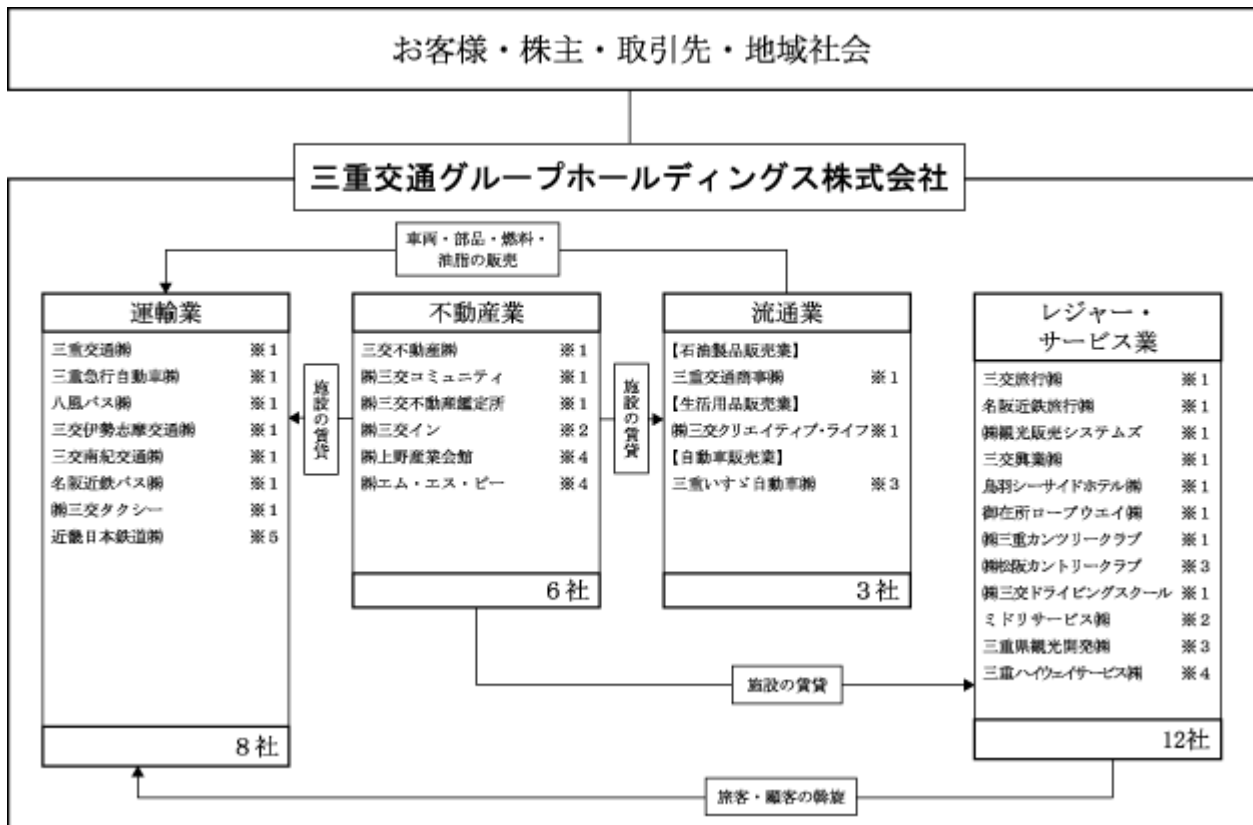 お客様・株主・取引先・地域社会
三重交通グループホールディングス株式会社
車両・部品・燃料・
油脂の販売
運輸業
三重交通㈱ ※1
三重急行自動車㈱ ※1
八風バス㈱ ※1
三交伊勢志摩交通㈱ ※1
三交南紀交通㈱ ※1
名阪近鉄バス㈱ ※1
㈱三交タクシー ※1
近畿日本鉄道㈱ ※5
8社
施設の賃貸
不動産業
三交不動産㈱ ※1
㈱三交コミュニティ ※1
㈱三交不動産鑑定所 ※1
㈱三交イン ※2
㈱上野産業会館 ※4
㈱エム・エス・ピー ※4
6社
施設の賃貸
流通業
【石油製品販売業】
三重交通商事㈱ ※1
【生活用品販売業】
㈱三交クリエイティブ・ライフ※1
【自動車販売業】
三重いすゞ自動車㈱ ※3
3社
レジャー・
サービス業
三交旅行㈱ ※1
名阪近鉄旅行㈱ ※1
㈱観光販売システムズ ※1
三交興業㈱ ※1
鳥羽シーサイドホテル㈱ ※1
御在所ロープウエイ㈱ ※1
㈱三重カンツリークラブ ※1
㈱松阪カントリークラブ ※3
㈱三交ドライビングスクール ※1
ミドリサービス㈱ ※2
三重県観光開発㈱ ※3
三重ハイウェイサービス㈱ ※4
12社
施設の賃貸
旅客・顧客の斡旋